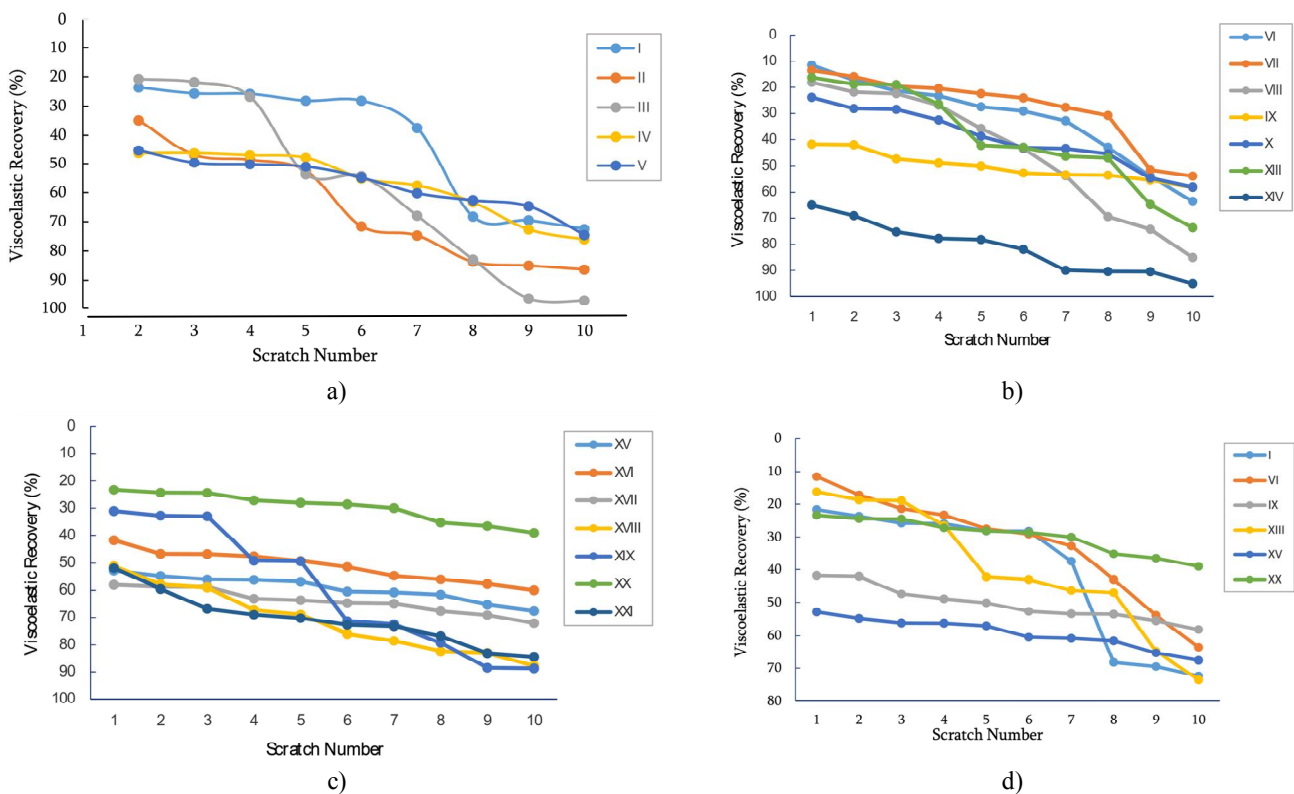 0
10
20
30
40
50
60
70
80
90
100
Viscoelastic Recovery (%)
1 2 3 4 5 6 7 8 9 10
Scratch Number
I
II
III
IV
V
a)
0
10
20
30
40
50
60
70
80
90
100
Viscoelastic Recovery (%)
1 2 3 4 5 6 7 8 9 10
Scratch Number
VI
VII
VIII
IX
X
XIII
XIV
b)
0
10
20
30
40
50
60
70
80
90
100
Viscoelastic Recovery (%)
1 2 3 4 5 6 7 8 9 10
Scratch Number
XV
XVI
XVII
XVIII
XIX
XX
XXI
c)
0
10
20
30
40
50
60
70
80
Viscoelastic Recovery (%)
1 2 3 4 5 6 7 8 9 10
Scratch Number
I
VI
IX
XIII
XV
XX
d)